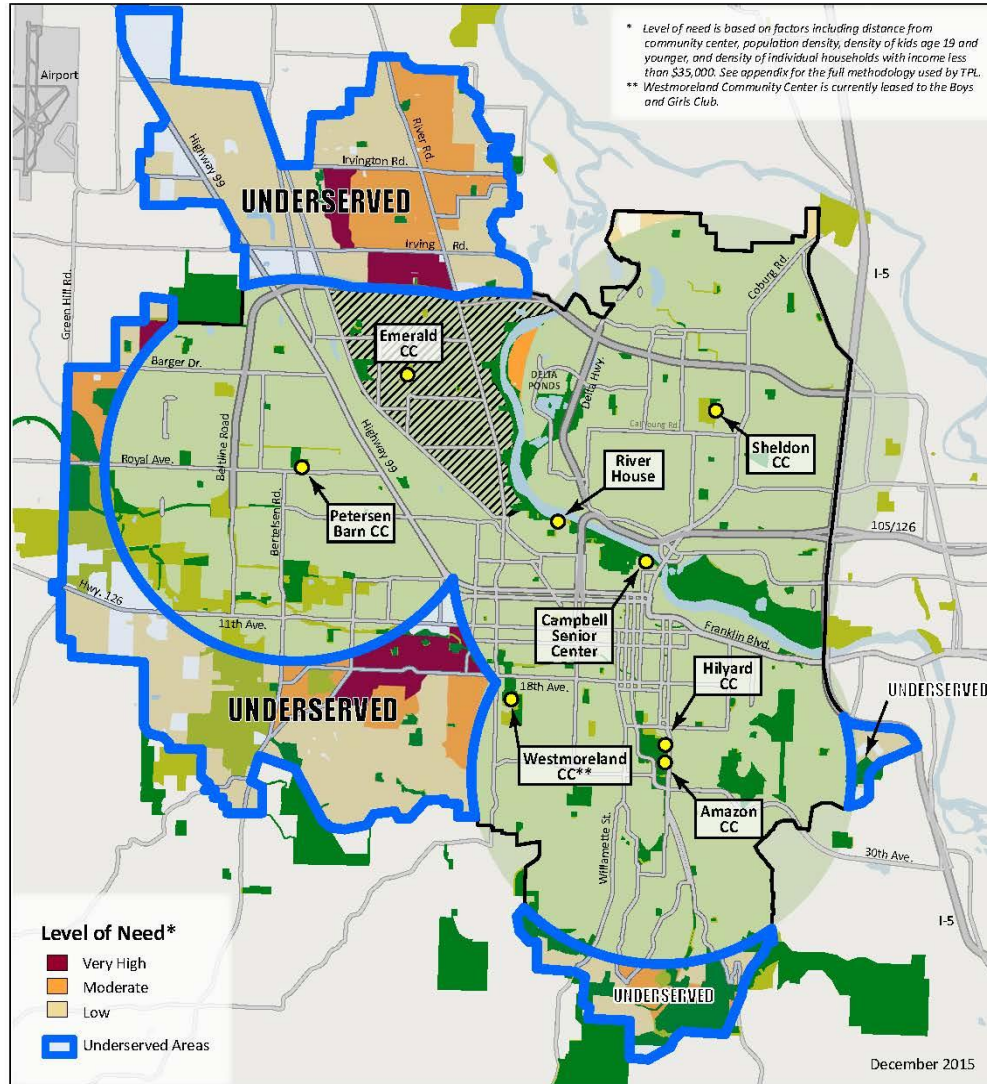 * Level of need is based on factors including distance from
community center, population density, density of kids age 19 and
younger, and density of individual households with income less
than $35,000. See appendix for the full methodology used by TPL.
** Westmoreland Community Center is currently leased to the Boys
and Girls Club.
Airport
Highway 99
River Rd.
Irvington Rd.
UNDERSERVED
Irving Rd.
Green Hill Rd.
Coburg Rd.
I-5
Barger Dr.
Emerald
CC
DELTA
PONDS
Delta Hwy.
Cal Young Rd.
Sheldon
CC
Beltline Road
Highway 99
Royal Ave.
River
House
Petersen
Barn CC
Bertelsen Rd.
105/126
Hwy. 126
11th Ave.
Campbell
Senior
Center
Franklin Blvd.
Hilyard
CC
18th Ave.
UNDERSERVED
UNDERSERVED
Westmoreland
CC**
Amazon
CC
Willamette St.
30th Ave.
I-5
UNDERSERVED
Level of Need*
Very High
Moderate
Low
Underserved Areas
December 2015